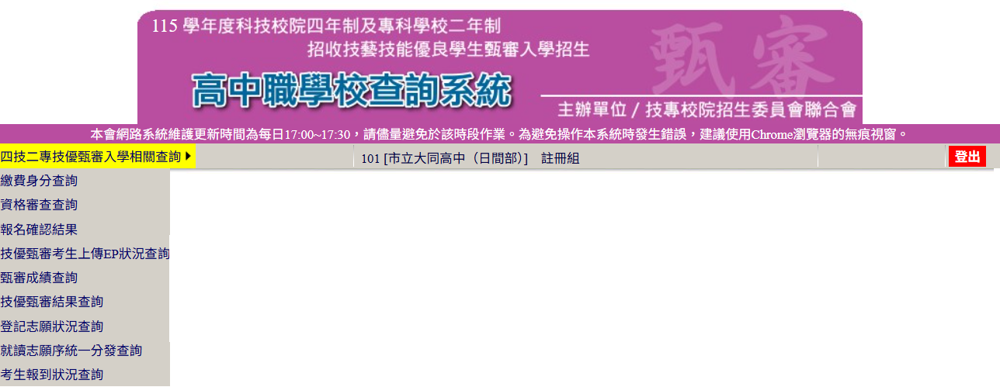 115 學年度科技校院四年制及專科學校二年制
招收技藝技能優良學生甄審入學招生
甄審
高中職學校查詢系統
主辦單位 / 技專校院招生委員會聯合會
本會網路系統維護更新時間為每日17:00~17:30，請儘量避免於該時段作業。為避免操作本系統時發生錯誤，建議使用Chrome瀏覽器的無痕視窗。
四技二專技優甄審入學相關查詢
101 [市立大同高中（日間部）] 註冊組
登出
繳費身分查詢
資格審查查詢
報名確認結果
技優甄審考生上傳EP狀況查詢
甄審成績查詢
技優甄審結果查詢
登記志願狀況查詢
就讀志願序統一分發查詢
考生報到狀況查詢